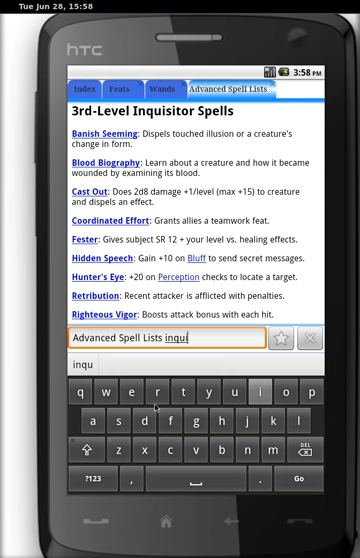 Tue Jun 28, 15:58
hTC
3:58 PM
Index Feats Wands Advanced Spell Lists
3rd-Level Inquisitor Spells
Banish Seeming: Dispels touched illusion or a creature's
change in form.
Blood Biography: Learn about a creature and how it became
wounded by examining its blood.
Cast Out: Does 2d8 damage +1/level (max +15) to creature
and dispels an effect.
Coordinated Effort: Grants allies a teamwork feat.
Fester: Gives subject SR 12 + your level vs. healing effects.
Hidden Speech: Gain +10 on Bluff to send secret messages.
Hunter's Eye: +20 on Perception checks to locate a target.
Retribution: Recent attacker is afflicted with penalties.
Righteous Vigor: Boosts attack bonus with each hit.
Advanced Spell Lists inqui
inqu
q w e r t y u i o p
a s d f g h j k l
z x c v b n m DEL
?123 , . Go